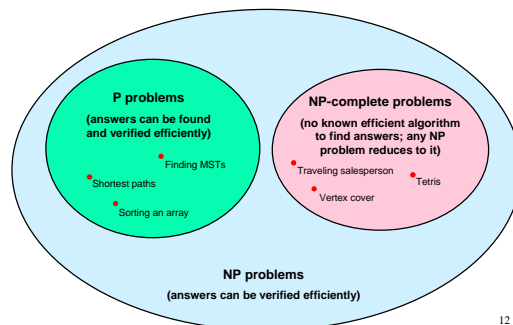 P problems
(answers can be found
and verified efficiently)
Finding MSTs
Shortest paths
Sorting an array
NP-complete problems
(no known efficient algorithm
to find answers; any NP
problem reduces to it)
Traveling salesperson
Tetris
Vertex cover
NP problems
(answers can be verified efficiently)
12